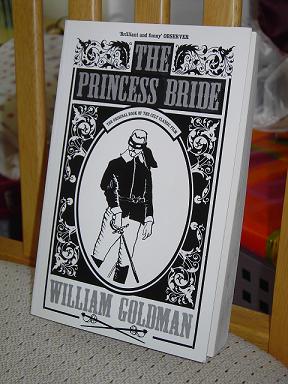 'Brilliant and funny' OBSERVER
THE
PRINCESS BRIDE
THE ORIGINAL BOOK OF THE CULT CLASSIC FILM
WILLIAM GOLDMAN